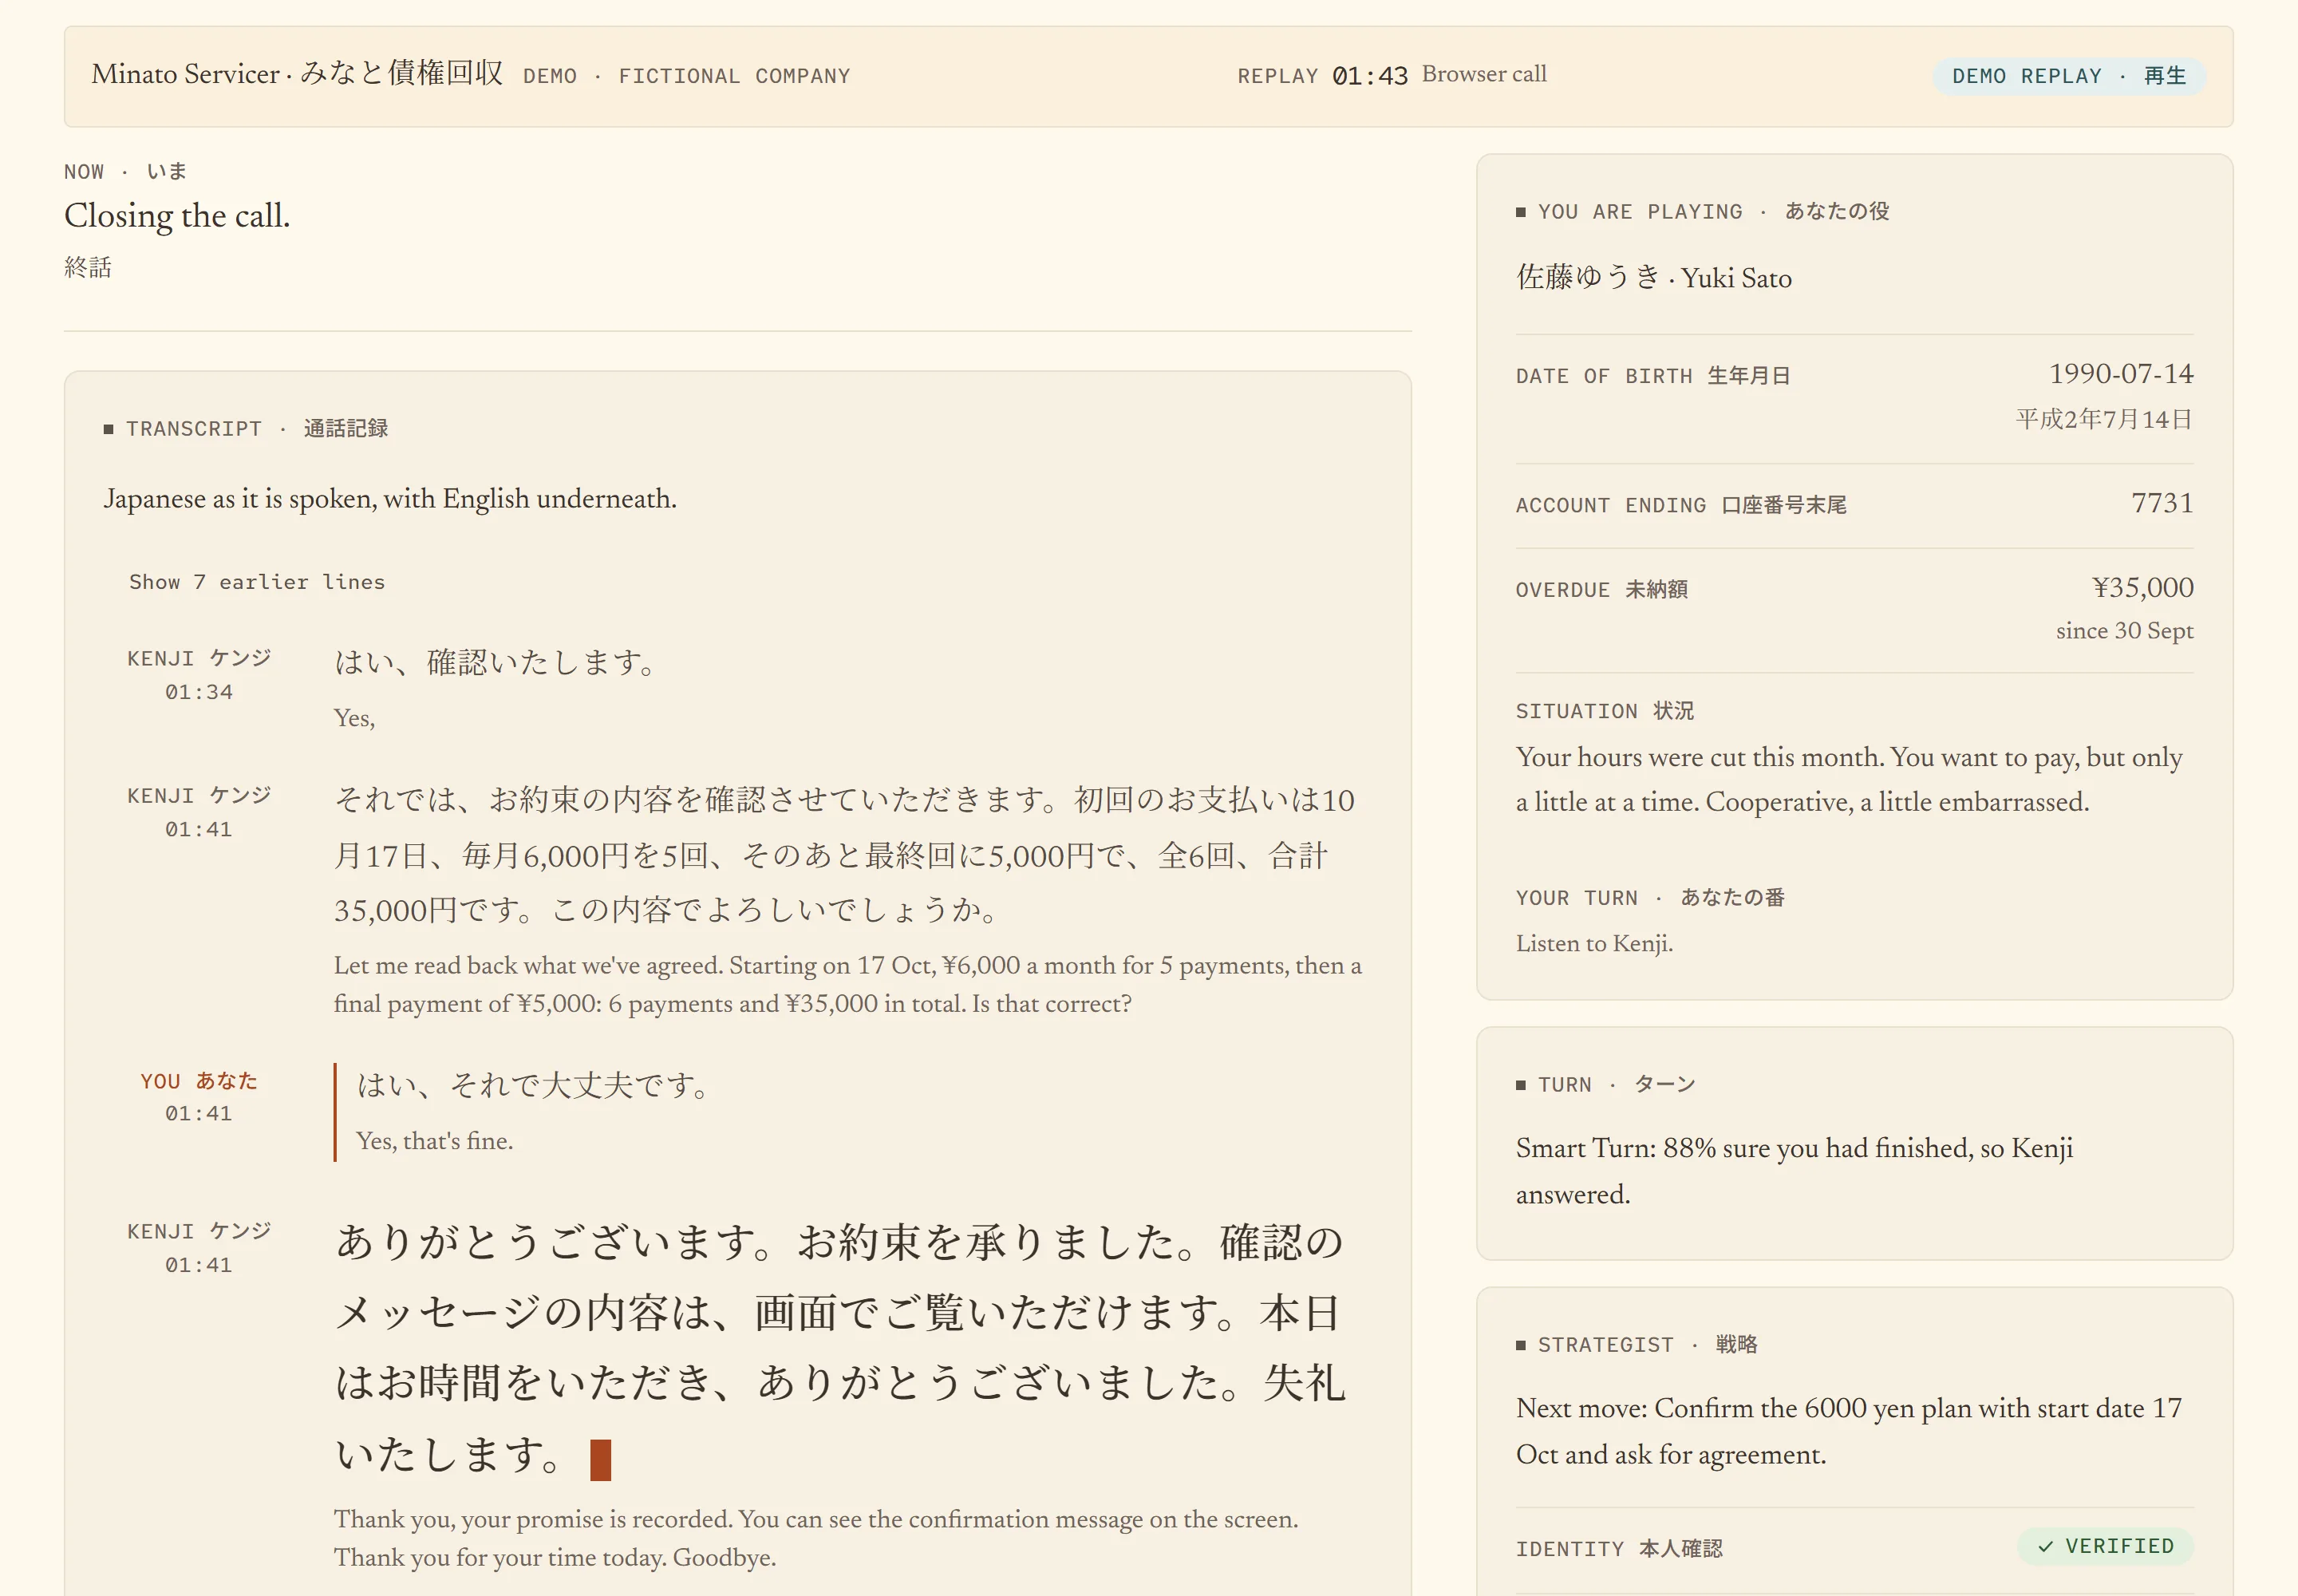 Minato Servicer · みなと債権回収 DEMO · FICTIONAL COMPANY
REPLAY 01:43 Browser call
DEMO REPLAY · 再生
NOW · いま
Closing the call.
終話
TRANSCRIPT · 通話記録
Japanese as it is spoken, with English underneath.
Show 7 earlier lines
KENJI ケンジ
01:34
はい、確認いたします。
Yes,
KENJI ケンジ
01:41
それでは、お約束の内容を確認させていただきます。初回のお支払いは10
月17日、毎月6,000円を5回、そのあと最終回に5,000円で、全6回、合計
35,000円です。この内容でよろしいでしょうか。
Let me read back what we've agreed. Starting on 17 Oct, ¥6,000 a month for 5 payments, then a
final payment of ¥5,000: 6 payments and ¥35,000 in total. Is that correct?
YOU あなた
01:41
はい、それで大丈夫です。
Yes, that's fine.
KENJI ケンジ
01:41
ありがとうございます。お約束を承りました。確認の
メッセージの内容は、画面でご覧いただけます。本日
はお時間をいただき、ありがとうございました。失礼
いたします。
Thank you, your promise is recorded. You can see the confirmation message on the screen.
Thank you for your time today. Goodbye.
YOU ARE PLAYING · あなたの役
佐藤ゆうき · Yuki Sato
DATE OF BIRTH 生年月日
1990-07-14
平成2年7月14日
ACCOUNT ENDING 口座番号末尾
7731
OVERDUE 未納額
¥35,000
since 30 Sept
SITUATION 状況
Your hours were cut this month. You want to pay, but only
a little at a time. Cooperative, a little embarrassed.
YOUR TURN · あなたの番
Listen to Kenji.
TURN · ターン
Smart Turn: 88% sure you had finished, so Kenji
answered.
STRATEGIST · 戦略
Next move: Confirm the 6000 yen plan with start date 17
Oct and ask for agreement.
IDENTITY 本人確認
✓ VERIFIED